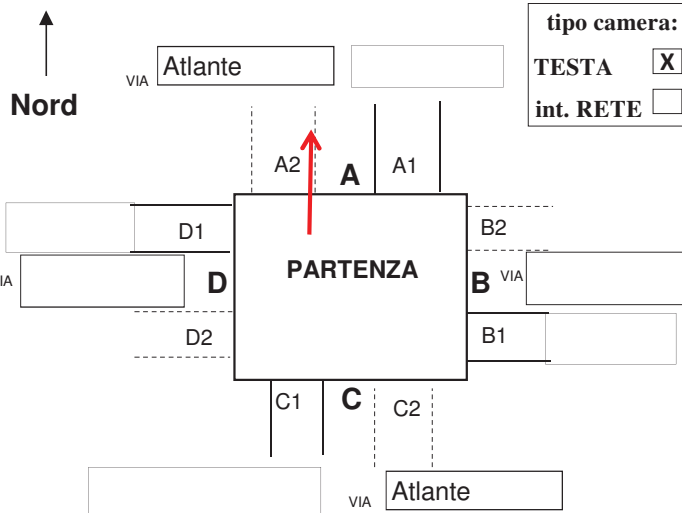 tipo camera:
VIA Atlante
TESTA X
Nord
int. RETE
A2 A A1
D1 B2
PARTENZA
VIA D B VIA
D2 B1
C1 C C2
VIA Atlante